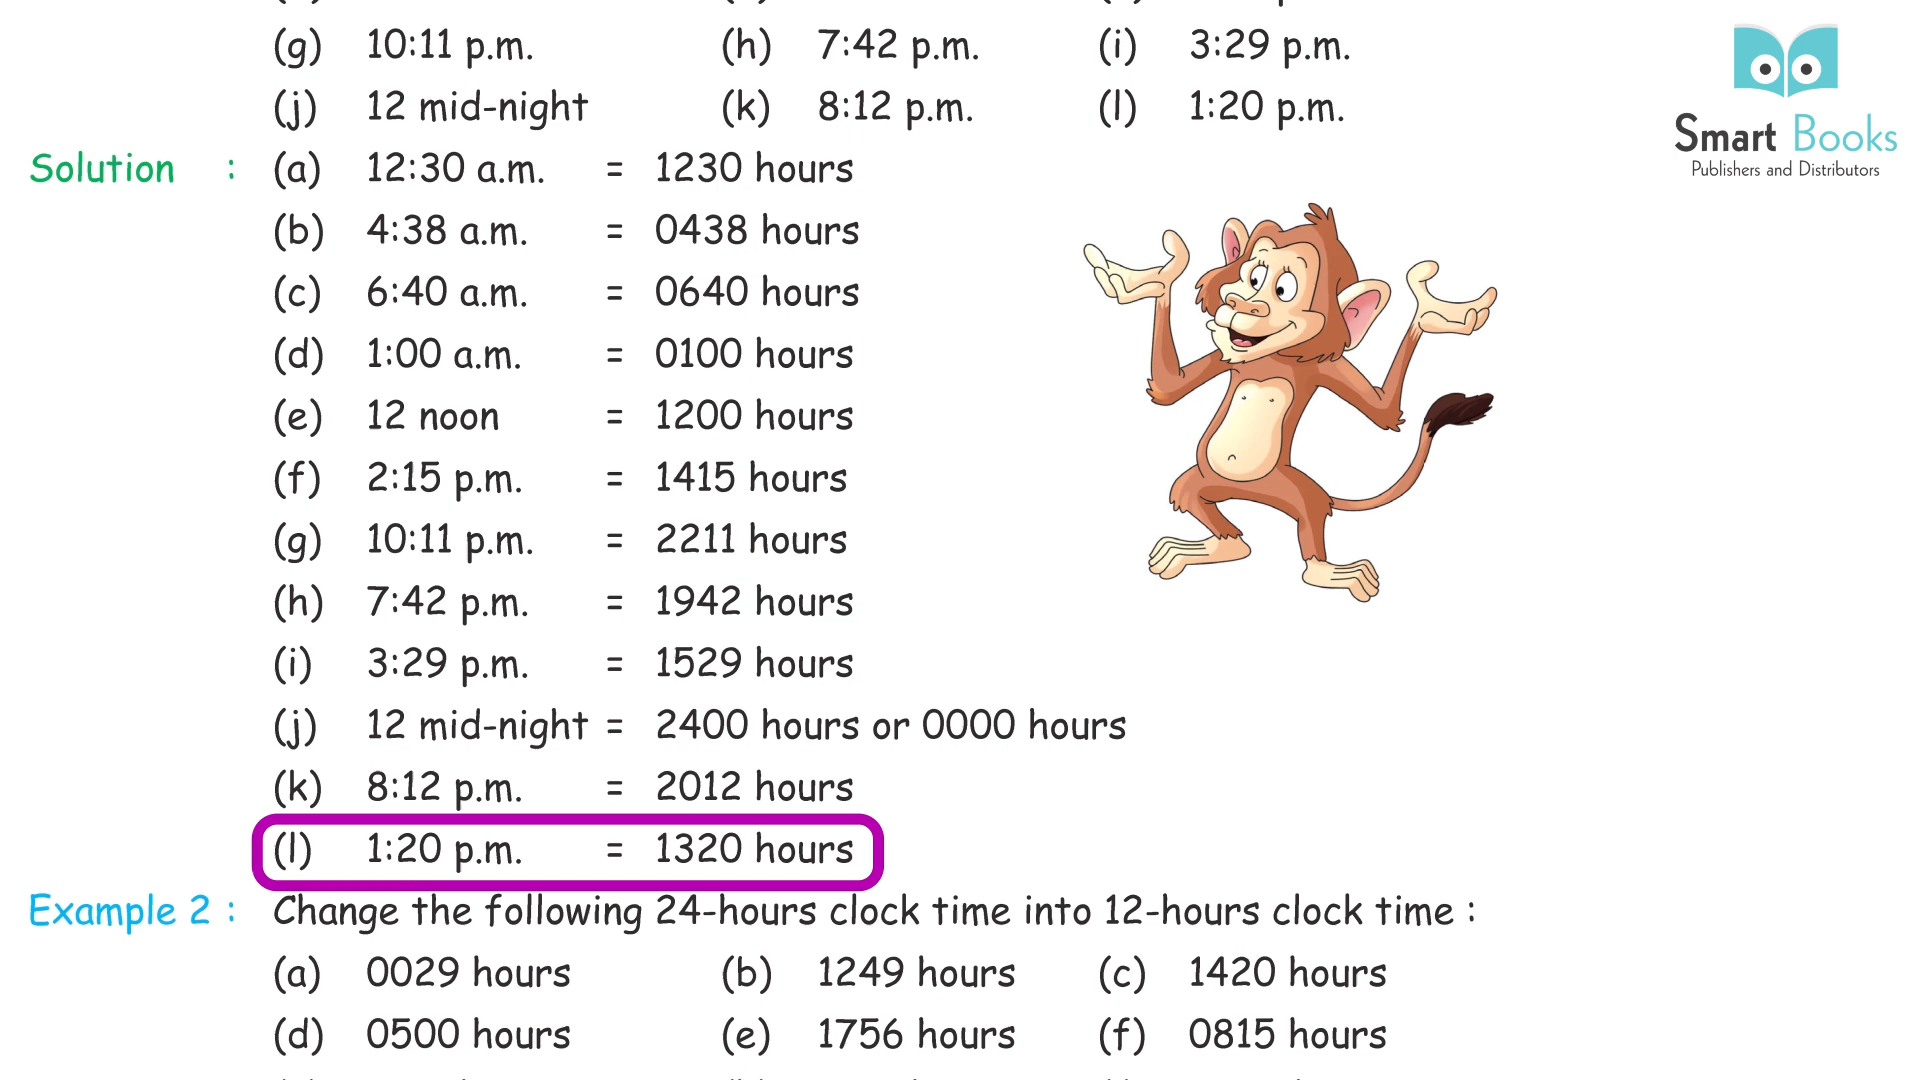 (g) 10:11 p.m. (h) 7:42 p.m. (i) 3:29 p.m.
(j) 12 mid-night (k) 8:12 p.m. (l) 1:20 p.m.
Smart Books
Publishers and Distributors
Solution : (a) 12:30 a.m. = 1230 hours
(b) 4:38 a.m. = 0438 hours
(c) 6:40 a.m. = 0640 hours
(d) 1:00 a.m. = 0100 hours
(e) 12 noon = 1200 hours
(f) 2:15 p.m. = 1415 hours
(g) 10:11 p.m. = 2211 hours
(h) 7:42 p.m. = 1942 hours
(i) 3:29 p.m. = 1529 hours
(j) 12 mid-night = 2400 hours or 0000 hours
(k) 8:12 p.m. = 2012 hours
(l) 1:20 p.m. = 1320 hours
Example 2 : Change the following 24-hours clock time into 12-hours clock time :
(a) 0029 hours (b) 1249 hours (c) 1420 hours
(d) 0500 hours (e) 1756 hours (f) 0815 hours